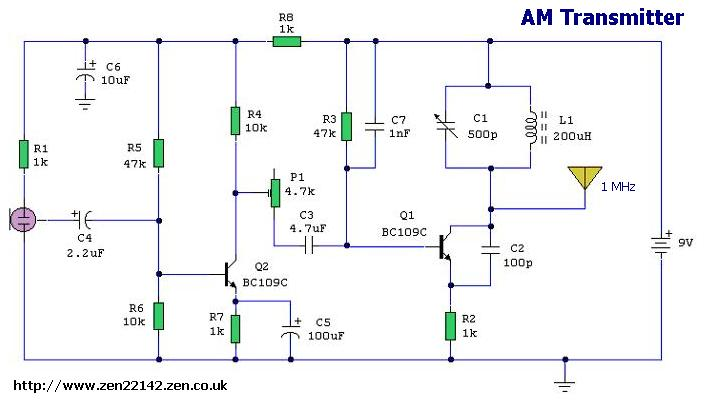 AM Transmitter
R8
1k
C6
10uF
R1
1k
R5
47k
R4
10k
R3
47k
C7
1nF
C1
500p
L1
200uH
P1
4.7k
C3
4.7uF
1 MHz
C4
2.2uF
Q1
BC109C
C2
100p
9V
Q2
BC109C
R6
10k
R7
1k
C5
100uF
R2
1k
http://www.zen22142.zen.co.uk